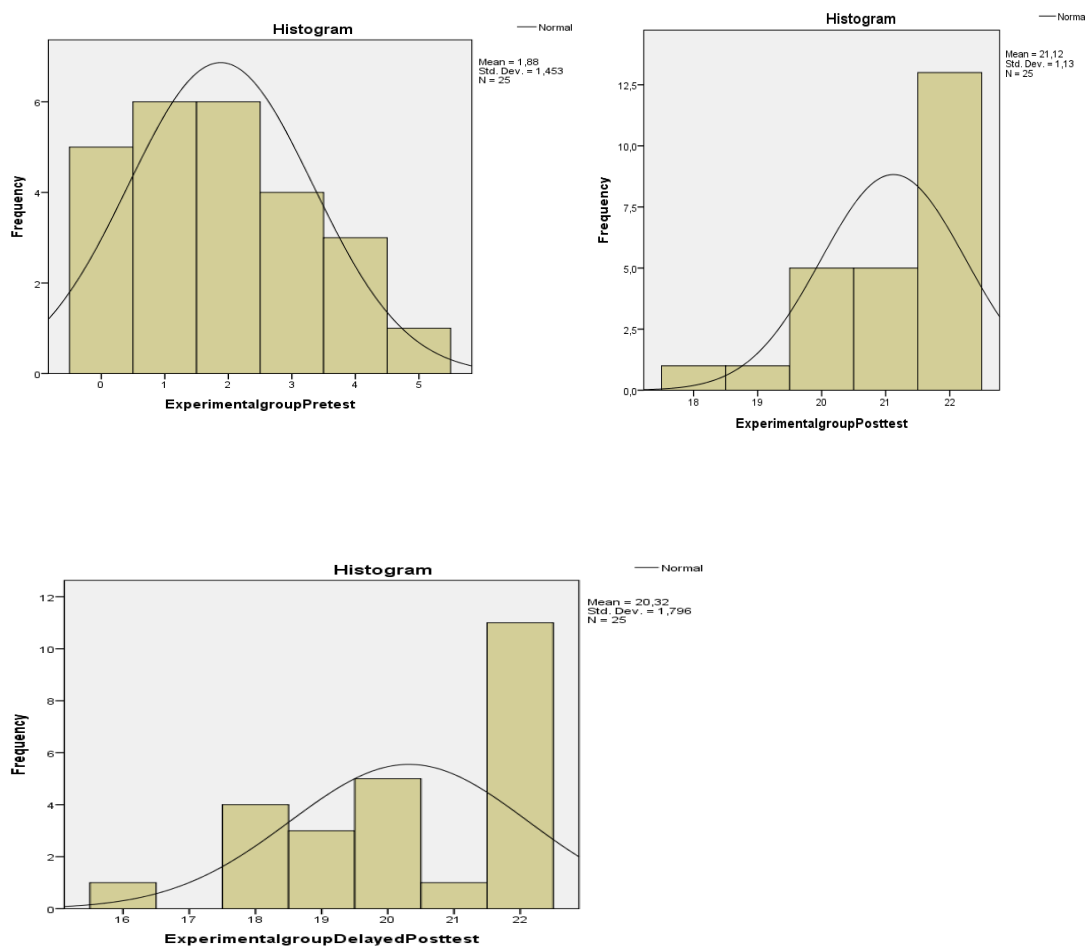 Histogram
Normal
Mean = 1,88
Std. Dev. = 1,453
N = 25
6
4
2
0
Frequency
0 1 2 3 4 5
ExperimentalgroupPretest
Histogram
Norma
Mean = 21,12
Std. Dev. = 1,13
N = 25
12,5
10,0
7,5
5,0
2,5
0,0
Frequency
18 19 20 21 22
ExperimentalgroupPosttest
Histogram
Normal
Mean = 20,32
Std. Dev. = 1,796
N = 25
12
10
8
6
4
2
0
Frequency
16 17 18 19 20 21 22
ExperimentalgroupDelayedPosttest